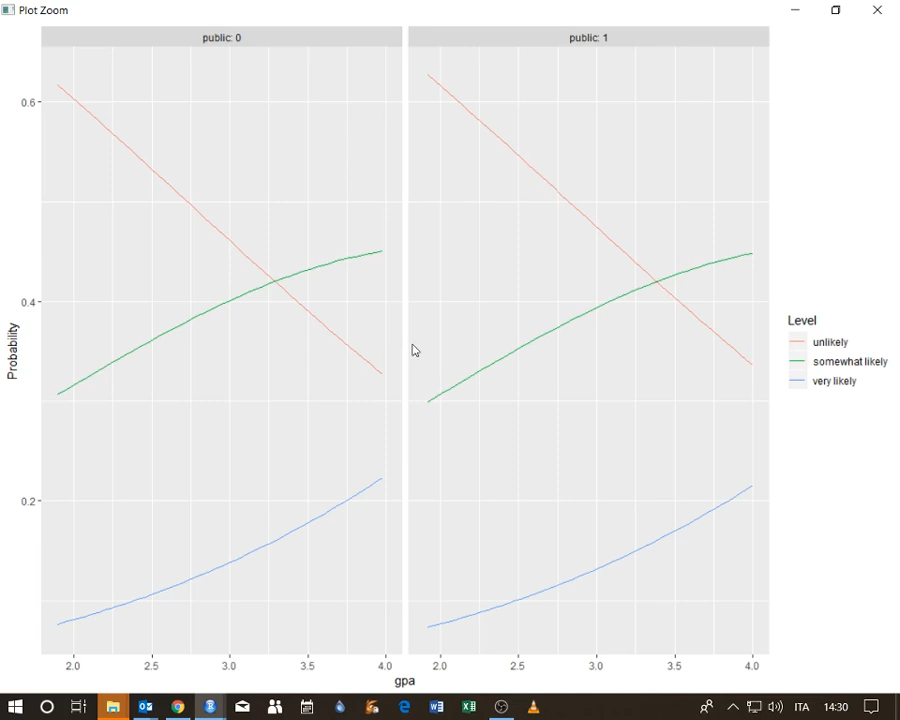 Plot Zoom
public: 0
public: 1
0.6
0.4
0.2
Probability
2.0 2.5 3.0 3.5 4.0
2.0 2.5 3.0 3.5 4.0
gpa
Level
unlikely
somewhat likely
very likely
ITA 14:30